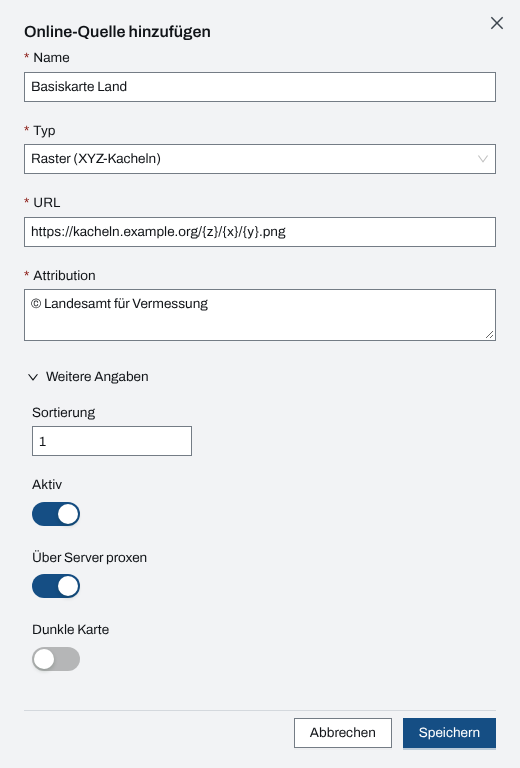 Online-Quelle hinzufügen
* Name
Basiskarte Land
* Typ
Raster (XYZ-Kacheln)
* URL
https://kacheln.example.org/{z}/{x}/{y}.png
* Attribution
© Landesamt für Vermessung
Weitere Angaben
Sortierung
1
Aktiv
Über Server proxen
Dunkle Karte
Abbrechen Speichern